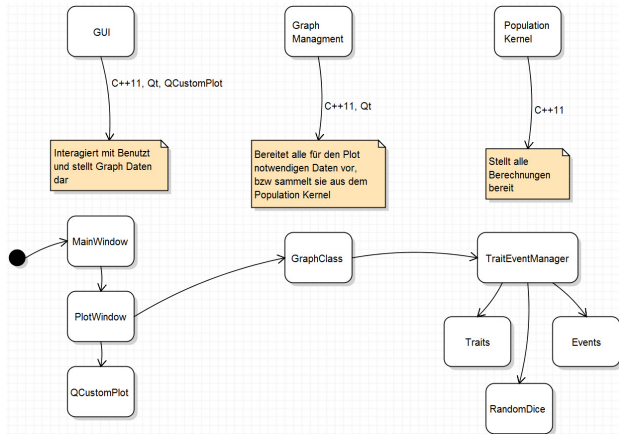 GUI
Graph
Managment
Population
Kernel
C++11, Qt, QCustomPlot
C++11, Qt
C++11
Interagiert mit Benutzt
und stellt Graph Daten
dar
Bereitet alle für den Plot
notwendigen Daten vor,
bzw sammelt sie aus dem
Population Kernel
Stellt alle
Berechnungen
bereit
MainWindow
GraphClass
TraitEventManager
PlotWindow
Traits
Events
QCustomPlot
RandomDice